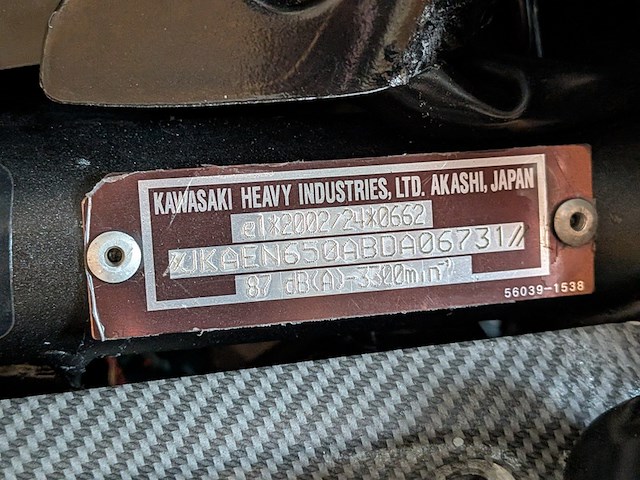 KAWASAKI HEAVY INDUSTRIES, LTD. AKASHI, JAPAN
e1*2002/24*0662
//JKAEN650ABDA06731//
87 dB(A)-3300min⁻¹
56039-1538